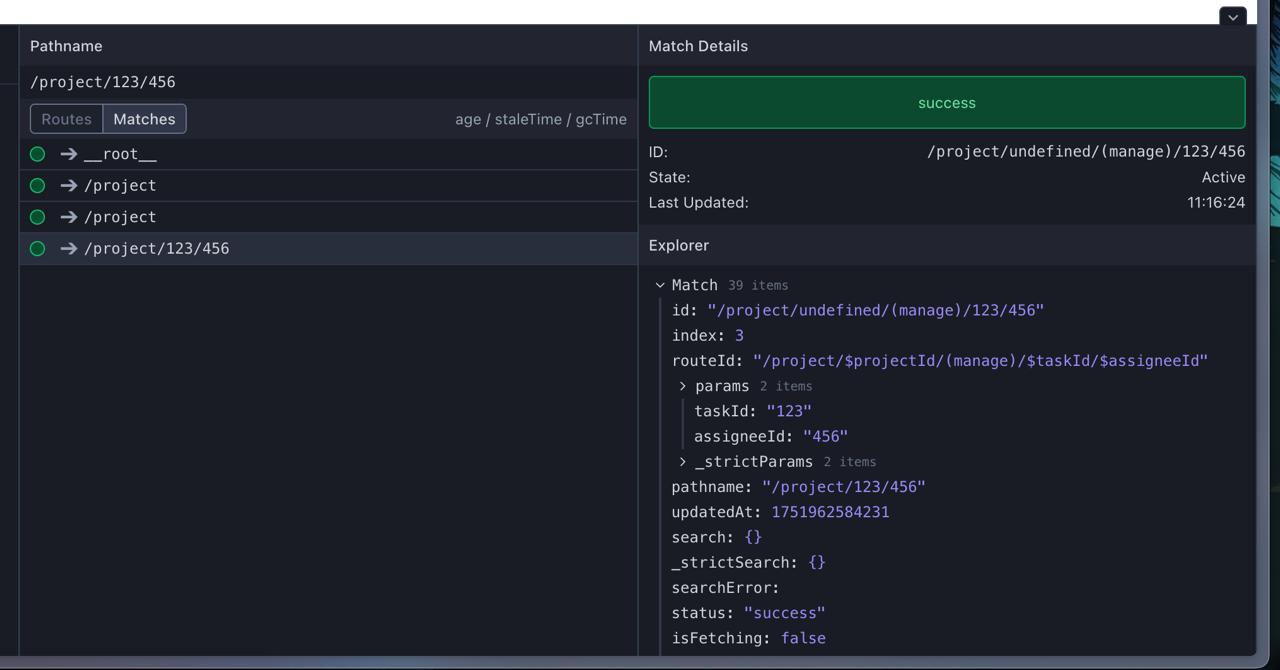 Pathname
/project/123/456
Routes Matches age / staleTime / gcTime
__root__
/project
/project
/project/123/456
Match Details
success
ID: /project/undefined/(manage)/123/456
State: Active
Last Updated: 11:16:24
Explorer
Match 39 items
id: "/project/undefined/(manage)/123/456"
index: 3
routeId: "/project/$projectId/(manage)/$taskId/$assigneeId"
params 2 items
taskId: "123"
assigneeId: "456"
_strictParams 2 items
pathname: "/project/123/456"
updatedAt: 1751962584231
search: {}
_strictSearch: {}
searchError:
status: "success"
isFetching: false